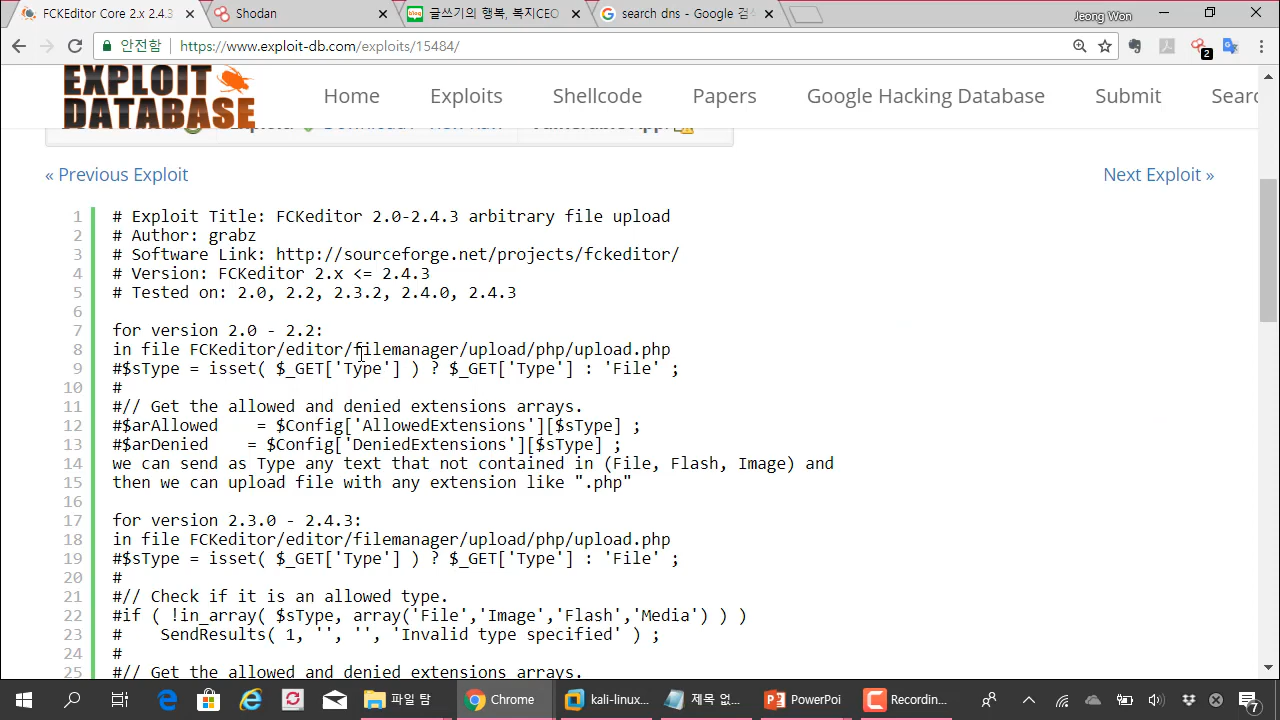 FCKEditor Core 2.x 2.4.3
Shodan
blog
글쓰기의 행복, 복지CEO
search dns - Google 검색
Jeong Won
안전함
https://www.exploit-db.com/exploits/15484/
2
EXPLOIT
DATABASE
Home
Exploits
Shellcode
Papers
Google Hacking Database
Submit
Searc
« Previous Exploit
Next Exploit »
1 # Exploit Title: FCKeditor 2.0-2.4.3 arbitrary file upload
2 # Author: grabz
3 # Software Link: http://sourceforge.net/projects/fckeditor/
4 # Version: FCKeditor 2.x <= 2.4.3
5 # Tested on: 2.0, 2.2, 2.3.2, 2.4.0, 2.4.3
6
7 for version 2.0 - 2.2:
8 in file FCKeditor/editor/filemanager/upload/php/upload.php
9 #$sType = isset( $_GET['Type'] ) ? $_GET['Type'] : 'File' ;
10 #
11 #// Get the allowed and denied extensions arrays.
12 #$arAllowed    = $Config['AllowedExtensions'][$sType] ;
13 #$arDenied    = $Config['DeniedExtensions'][$sType] ;
14 we can send as Type any text that not contained in (File, Flash, Image) and
15 then we can upload file with any extension like ".php"
16
17 for version 2.3.0 - 2.4.3:
18 in file FCKeditor/editor/filemanager/upload/php/upload.php
19 #$sType = isset( $_GET['Type'] ) ? $_GET['Type'] : 'File' ;
20 #
21 #// Check if it is an allowed type.
22 #if ( !in_array( $sType, array('File','Image','Flash','Media') ) )
23 #    SendResults( 1, '', '', 'Invalid type specified' ) ;
24 #
25 #// Get the allowed and denied extensions arrays.
파일 탐
Chrome
kali-linux...
제목 없...
PowerPoi
Recordin...
7